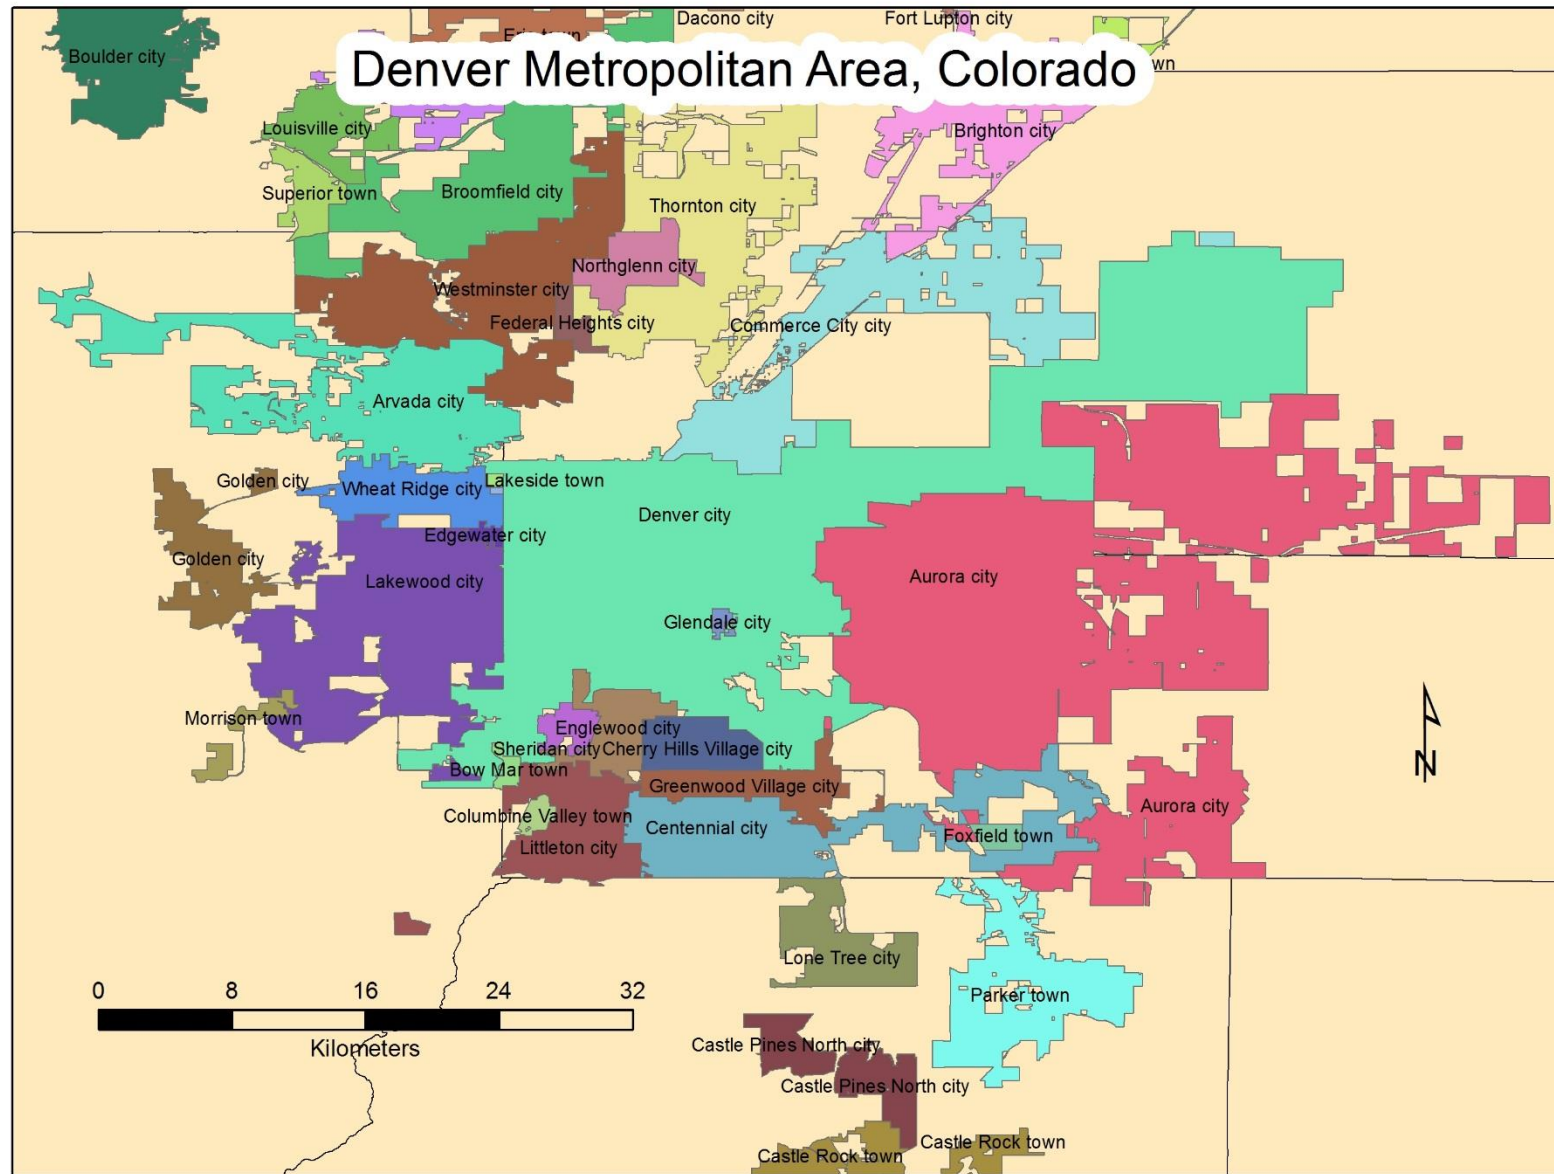 Dacono city
Fort Lupton city
Boulder city
Denver Metropolitan Area, Colorado
Louisville city
Brighton city
Superior town
Broomfield city
Thornton city
Northglenn city
Westminster city
Federal Heights city
Commerce City city
Arvada city
Golden city
Wheat Ridge city
Lakeside town
Denver city
Edgewater city
Golden city
Lakewood city
Aurora city
Glendale city
Morrison town
Englewood city
Sheridan city
Cherry Hills Village city
Bow Mar town
Greenwood Village city
Columbine Valley town
Centennial city
Aurora city
Foxfield town
Littleton city
Lone Tree city
Parker town
0 8 16 24 32
Kilometers
N
Castle Pines North city
Castle Pines North city
Castle Rock town
Castle Rock town